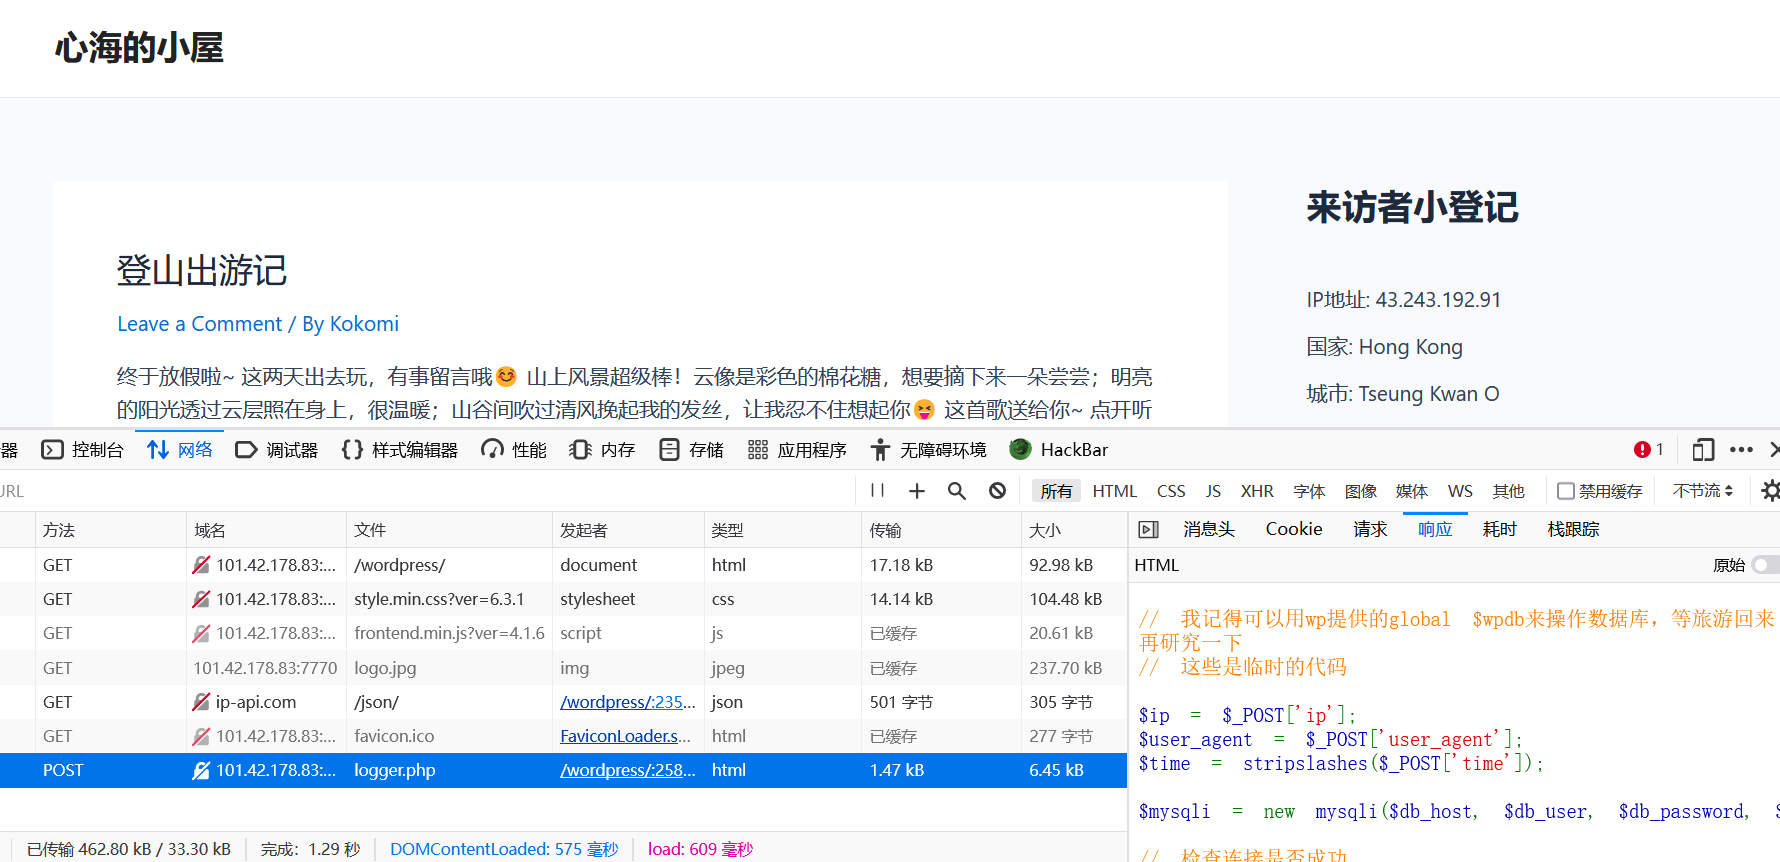 心海的小屋
登山出游记
Leave a Comment / By Kokomi
终于放假啦~ 这两天出去玩，有事留言哦😊 山上风景超级棒！云像是彩色的棉花糖，想要摘下来一朵尝尝；明亮
的阳光透过云层照在身上，很温暖；山谷间吹过清风挽起我的发丝，让我忍不住想起你😝 这首歌送给你~ 点开听
来访者小登记
IP地址: 43.243.192.91
国家: Hong Kong
城市: Tseung Kwan O
器 控制台 网络 调试器 {} 样式编辑器 性能 内存 存储 应用程序 无障碍环境 HackBar 1
URL 所有 HTML CSS JS XHR 字体 图像 媒体 WS 其他 禁用缓存 不节流
方法 域名 文件 发起者 类型 传输 大小
GET 101.42.178.83:... /wordpress/ document html 17.18 kB 92.98 kB
GET 101.42.178.83:... style.min.css?ver=6.3.1 stylesheet css 14.14 kB 104.48 kB
GET 101.42.178.83:... frontend.min.js?ver=4.1.6 script js 已缓存 20.61 kB
GET 101.42.178.83:7770 logo.jpg img jpeg 已缓存 237.70 kB
GET ip-api.com /json/ /wordpress/:235... json 501 字节 305 字节
GET 101.42.178.83:... favicon.ico FaviconLoader.s... html 已缓存 277 字节
POST 101.42.178.83:... logger.php /wordpress/:258... html 1.47 kB 6.45 kB
已传输 462.80 kB / 33.30 kB 完成：1.29 秒 DOMContentLoaded: 575 毫秒 load: 609 毫秒
消息头 Cookie 请求 响应 耗时 栈跟踪
HTML 原始
// 我记得可以用wp提供的global $wpdb来操作数据库，等旅游回来
再研究一下
// 这些是临时的代码
$ip = $_POST['ip'];
$user_agent = $_POST['user_agent'];
$time = stripslashes($_POST['time']);
$mysqli = new mysqli($db_host, $db_user, $db_password, $
// 检查连接是否成功